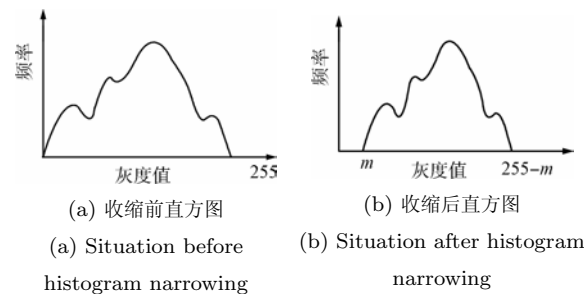 频率
灰度值
255
(a) 收缩前直方图
(a) Situation before
histogram narrowing
频率
m
灰度值
255−m
(b) 收缩后直方图
(b) Situation after histogram
narrowing